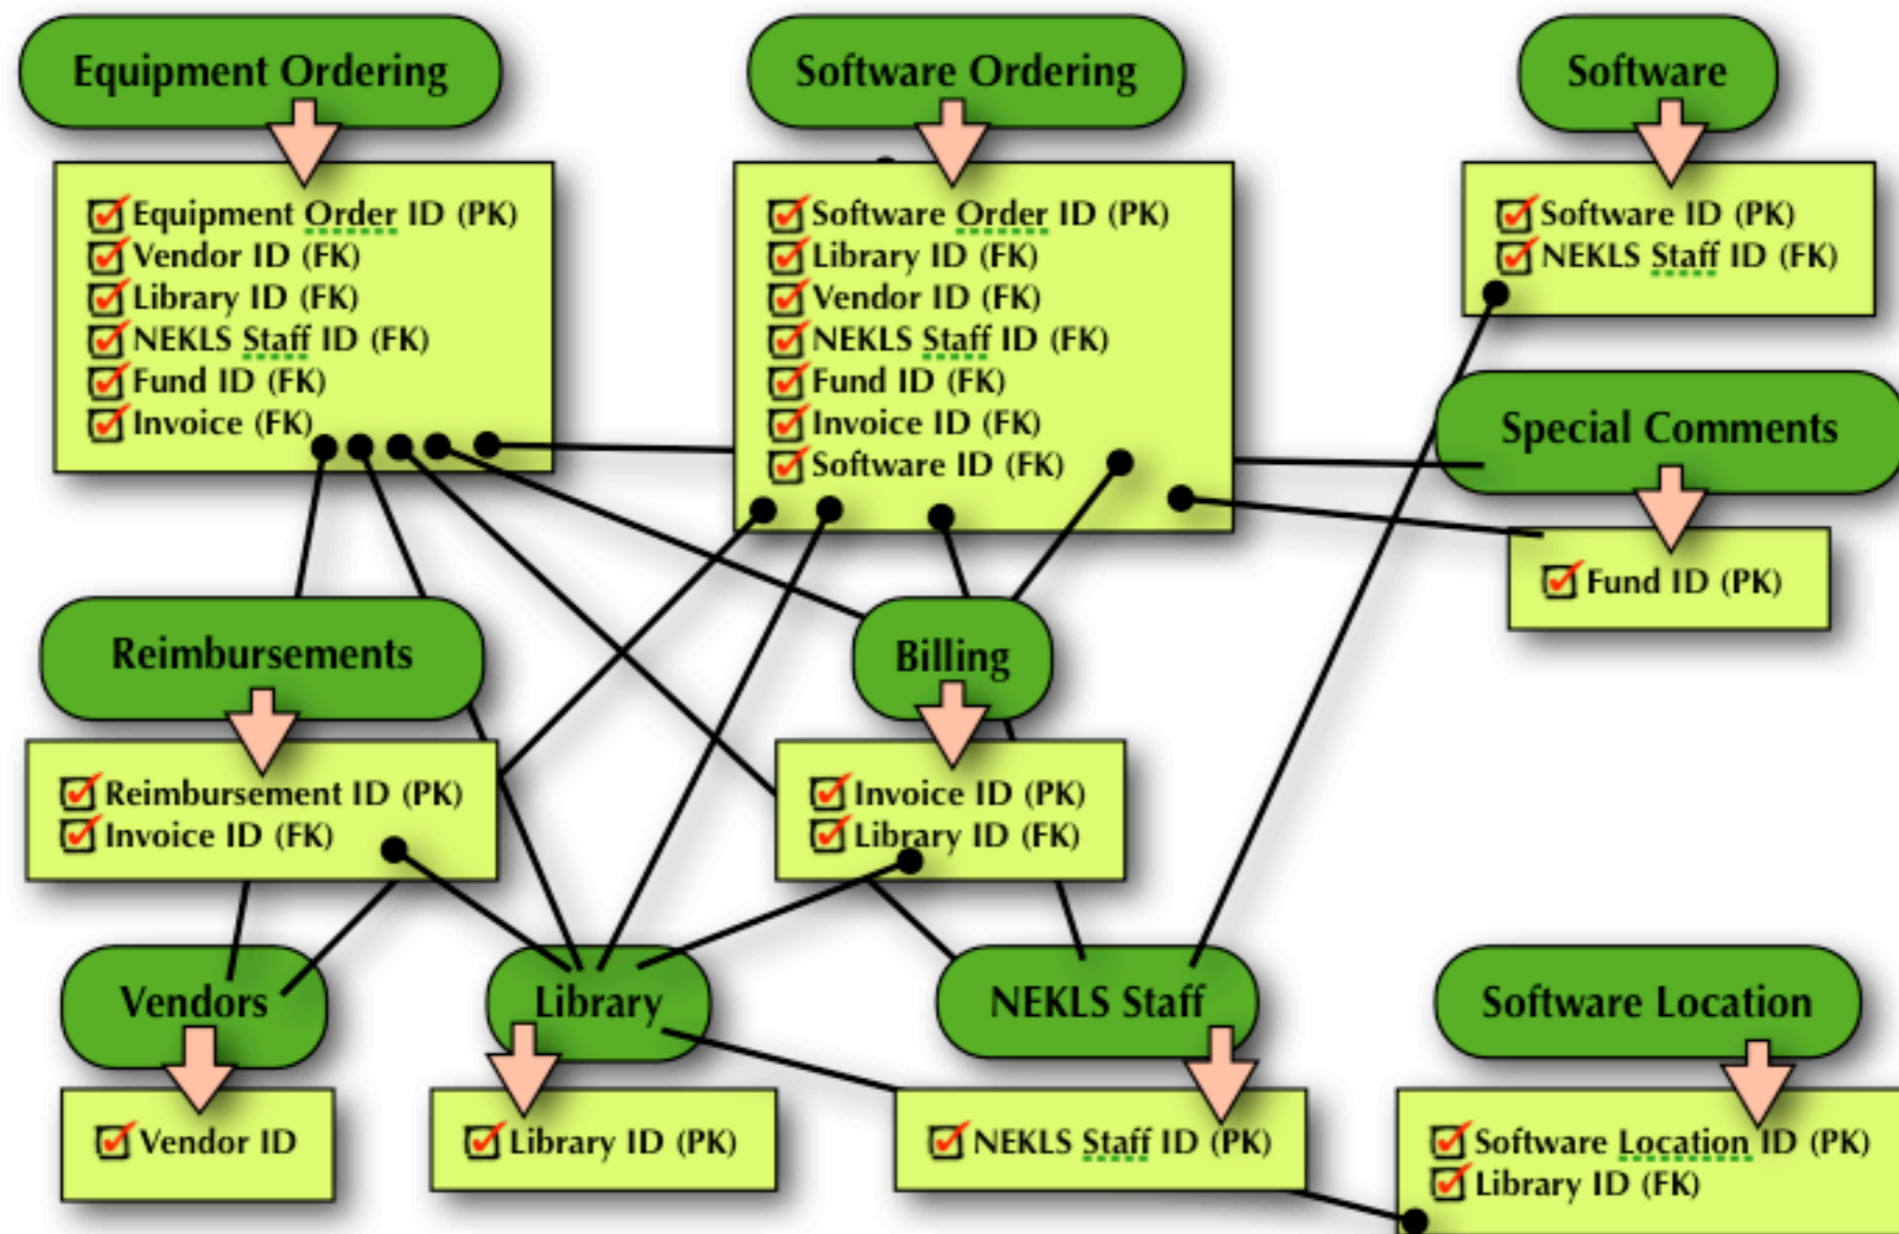 Equipment Ordering
Equipment Order ID (PK)
Vendor ID (FK)
Library ID (FK)
NEKLS Staff ID (FK)
Fund ID (FK)
Invoice (FK)
Software Ordering
Software Order ID (PK)
Library ID (FK)
Vendor ID (FK)
NEKLS Staff ID (FK)
Fund ID (FK)
Invoice ID (FK)
Software ID (FK)
Software
Software ID (PK)
NEKLS Staff ID (FK)
Special Comments
Fund ID (PK)
Reimbursements
Reimbursement ID (PK)
Invoice ID (FK)
Billing
Invoice ID (PK)
Library ID (FK)
Vendors
Vendor ID
Library
Library ID (PK)
NEKLS Staff
NEKLS Staff ID (PK)
Software Location
Software Location ID (PK)
Library ID (FK)